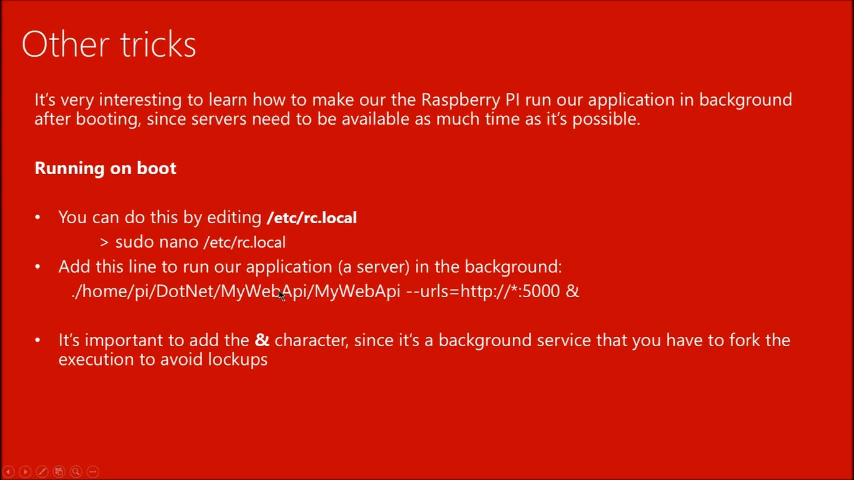 Other tricks
It's very interesting to learn how to make our the Raspberry PI run our application in background
after booting, since servers need to be available as much time as it's possible.
Running on boot
• You can do this by editing /etc/rc.local
> sudo nano /etc/rc.local
• Add this line to run our application (a server) in the background:
./home/pi/DotNet/MyWebApi/MyWebApi --urls=http://*:5000 &
• It's important to add the & character, since it's a background service that you have to fork the
execution to avoid lockups